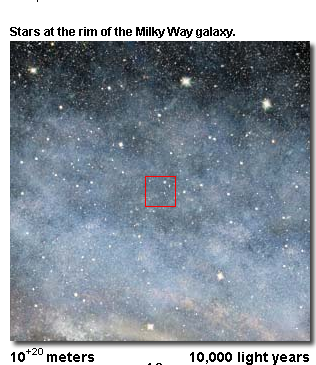 Stars at the rim of the Milky Way galaxy.
10+20 meters
10,000 light years